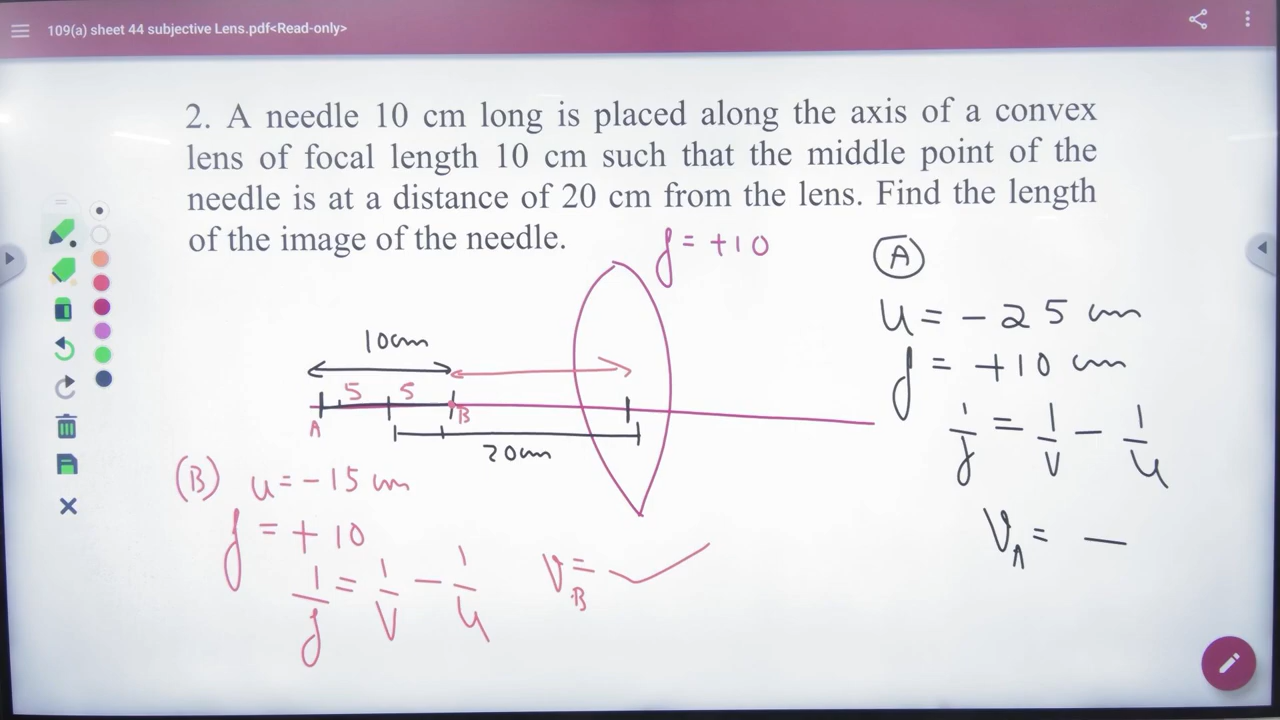 109(a) sheet 44 subjective Lens.pdf<Read-only>
2. A needle 10 cm long is placed along the axis of a convex
lens of focal length 10 cm such that the middle point of the
needle is at a distance of 20 cm from the lens. Find the length
of the image of the needle.
f = +10
A
u = - 25 cm
f = +10 cm
1/f = 1/v - 1/u
V_A = —
10cm
5 5
A B
20cm
(B) u = -15 cm
f = + 10
1/f = 1/v - 1/u
V_B =